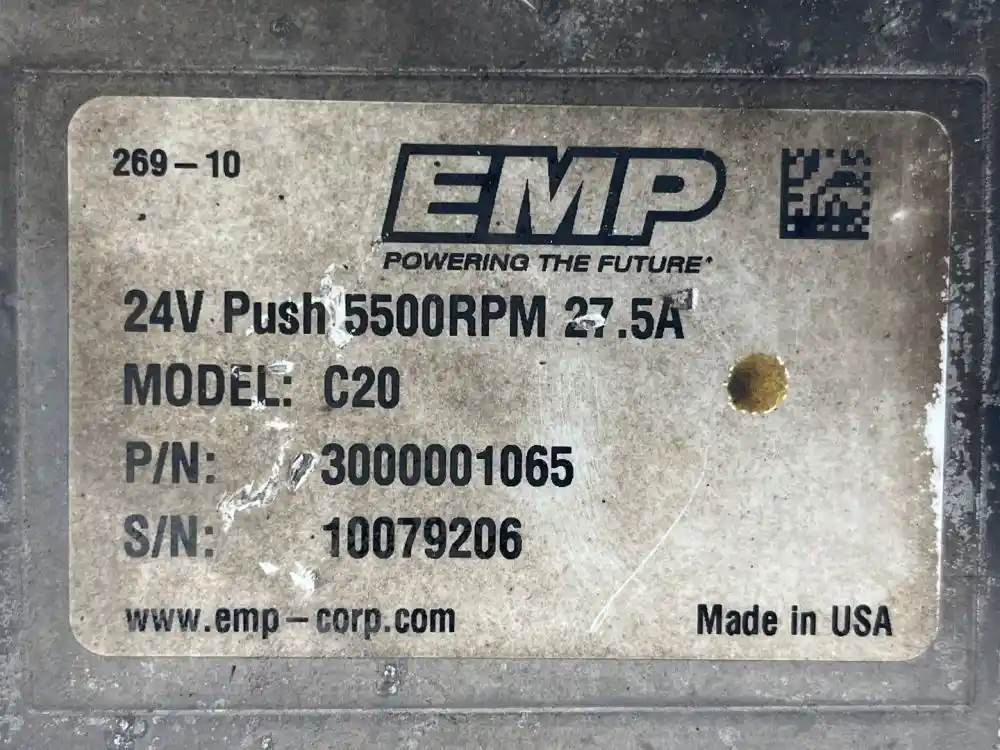 269-10
EMP
POWERING THE FUTURE
24V Push 5500RPM 27.5A
MODEL: C20
P/N: 3000001065
S/N: 10079206
www.emp-corp.com
Made in USA